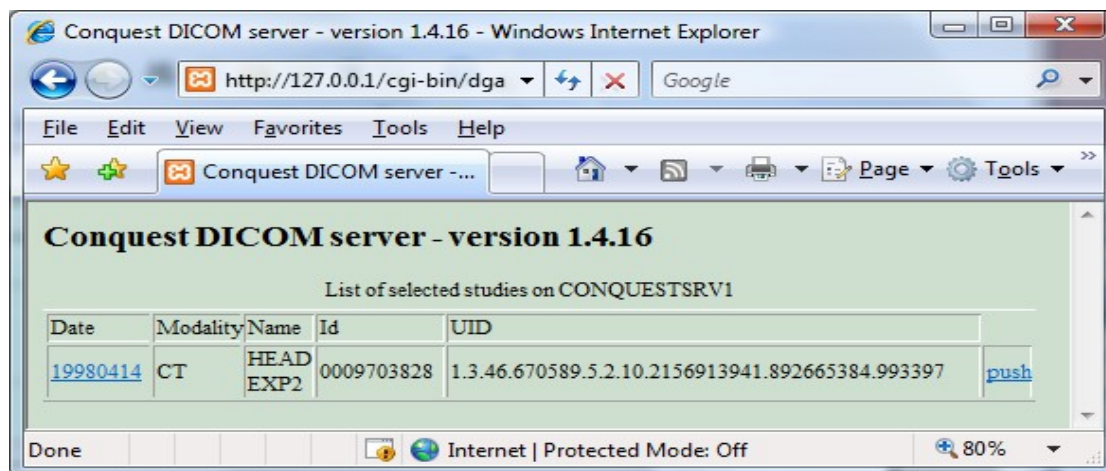 Conquest DICOM server - version 1.4.16 - Windows Internet Explorer
http://127.0.0.1/cgi-bin/dga Google
File Edit View Favorites Tools Help
Conquest DICOM server -... Page Tools »
Conquest DICOM server - version 1.4.16
List of selected studies on CONQUESTSRV1
Date Modality Name Id UID
19980414 CT HEAD EXP2 0009703828 1.3.46.670589.5.2.10.2156913941.892665384.993397 push
Done Internet | Protected Mode: Off 80%